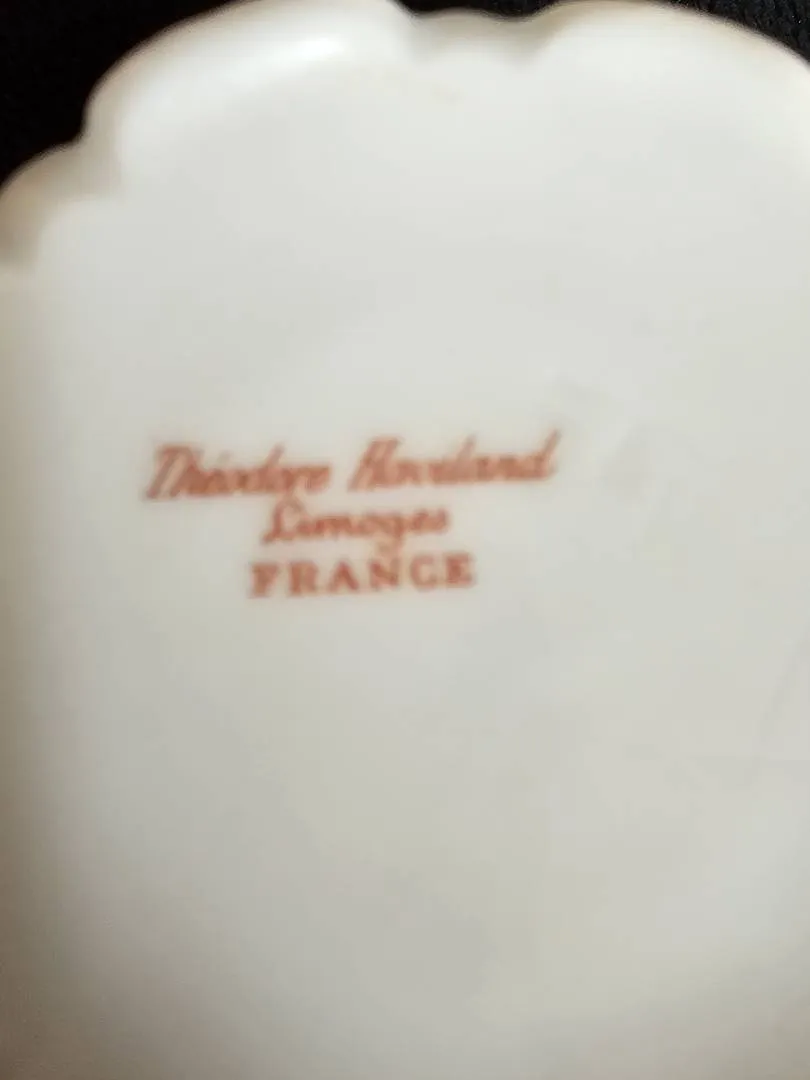 Théodore Haviland
Limoges
FRANCE